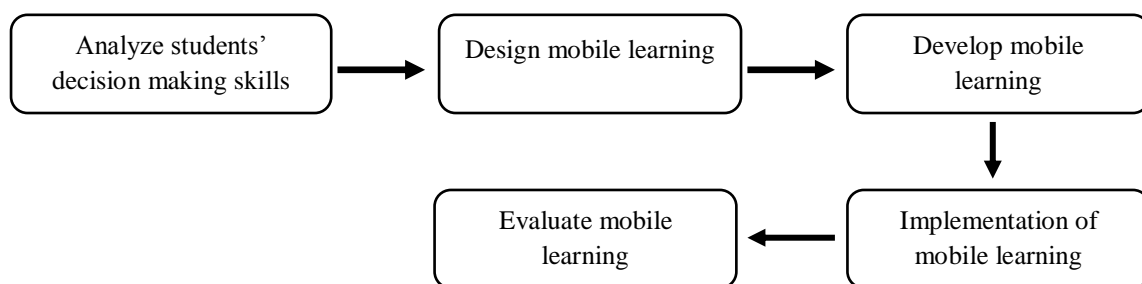 Analyze students’
decision making skills
Design mobile learning
Develop mobile
learning
Implementation of
mobile learning
Evaluate mobile
learning